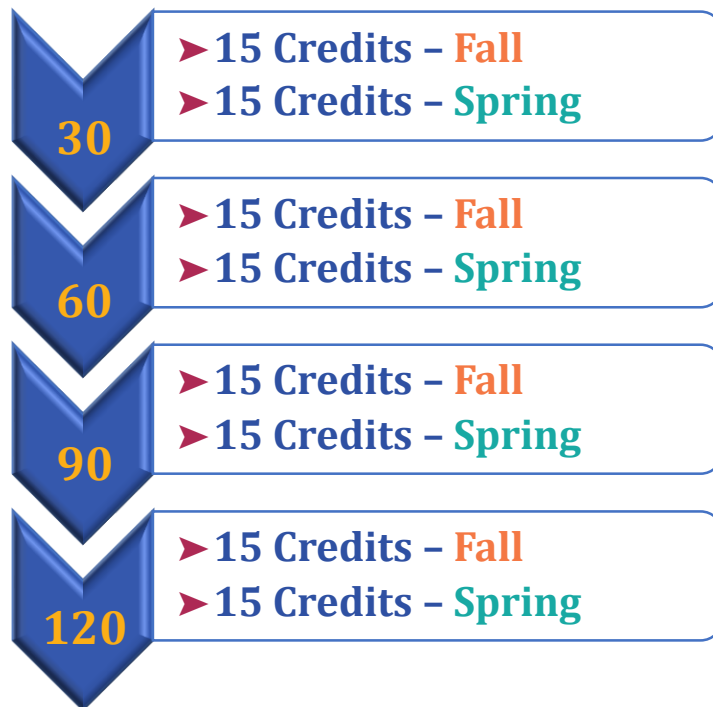 ➤15 Credits – Fall
➤15 Credits – Spring
30
➤15 Credits – Fall
➤15 Credits – Spring
60
➤15 Credits – Fall
➤15 Credits – Spring
90
➤15 Credits – Fall
➤15 Credits – Spring
120